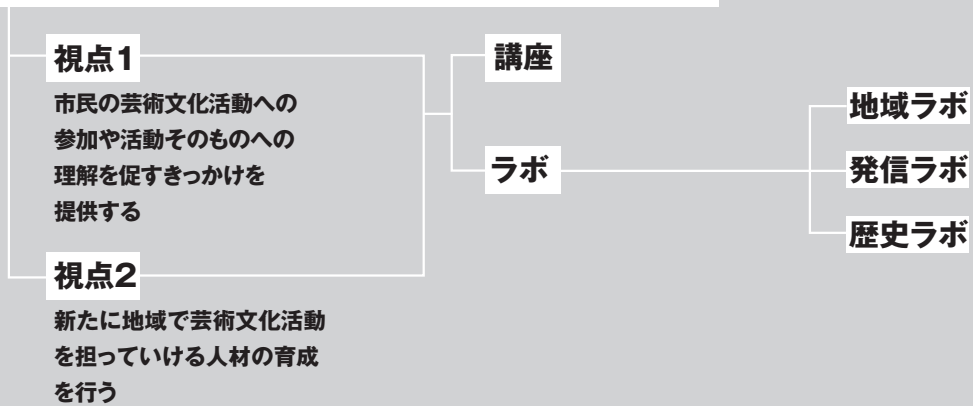 視点1
市民の芸術文化活動への
参加や活動そのものへの
理解を促すきっかけを
提供する
視点2
新たに地域で芸術文化活動
を担っていける人材の育成
を行う
講座
ラボ
地域ラボ
発信ラボ
歴史ラボ